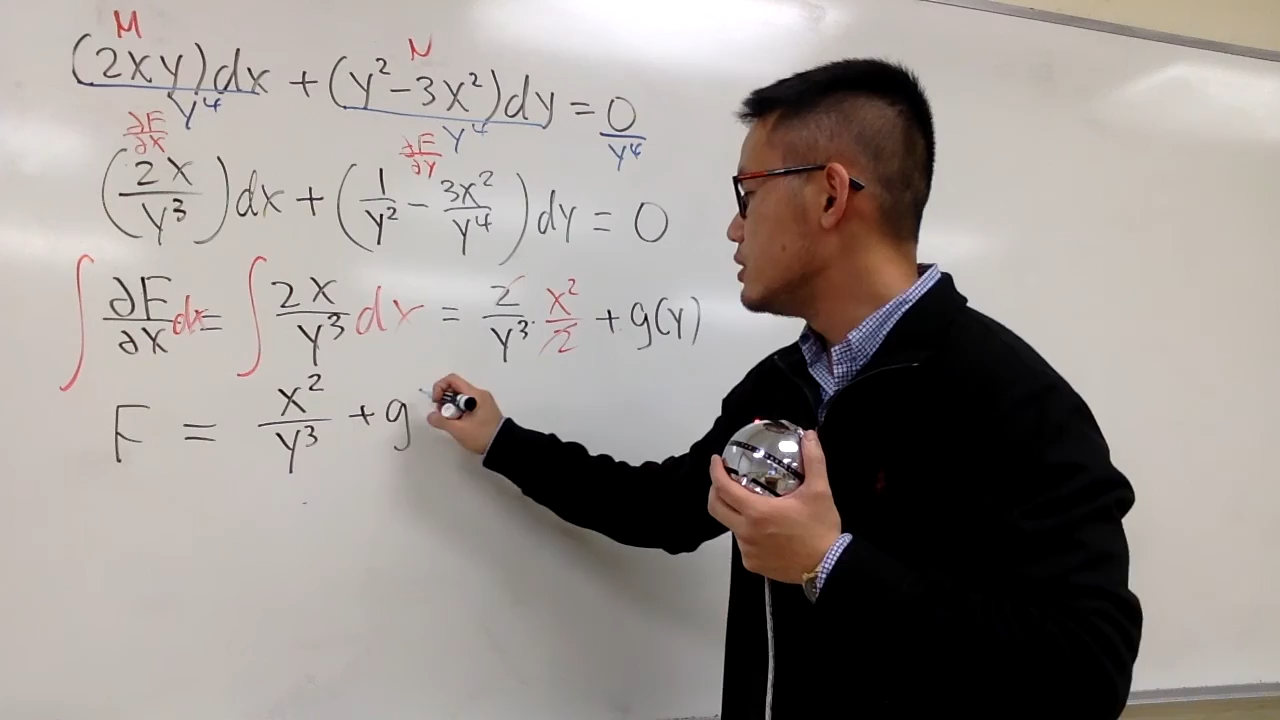 M N
(2xy)dx + (y²-3x²)dy = 0
y⁴ y⁴ y⁴
∂F/∂x ∂F/∂y
(2x/y³)dx + (1/y² - 3x²/y⁴)dy = 0
∫ ∂F/∂x dx = ∫ 2x/y³ dx = 2/y³ · x²/2 + g(y)
F = x²/y³ + g